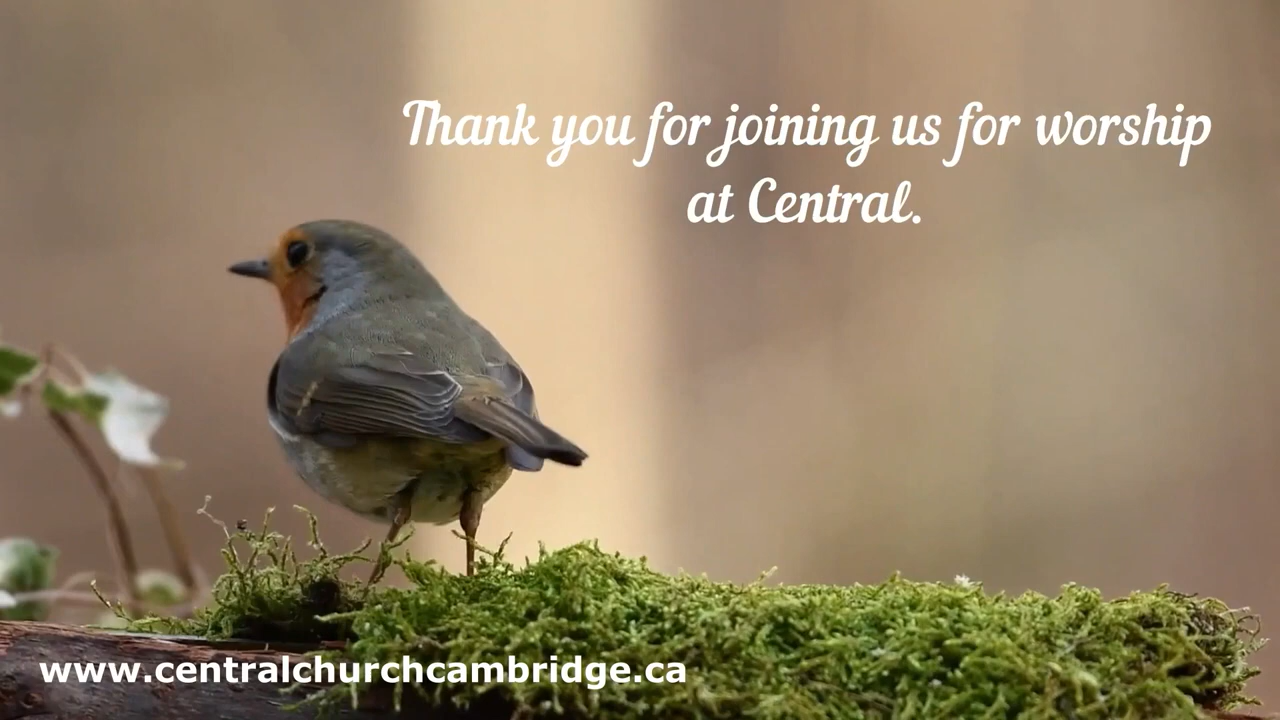 Thank you for joining us for worship
at Central.
www.centralchurchcambridge.ca